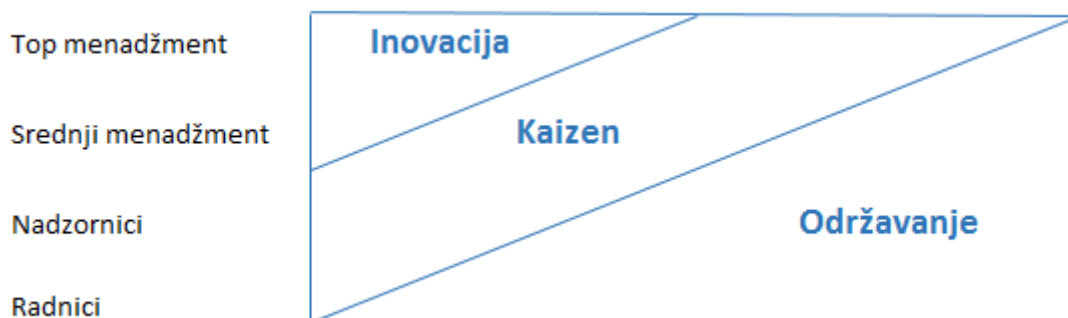 Top menadžment
Inovacija
Srednji menadžment
Kaizen
Nadzornici
Održavanje
Radnici